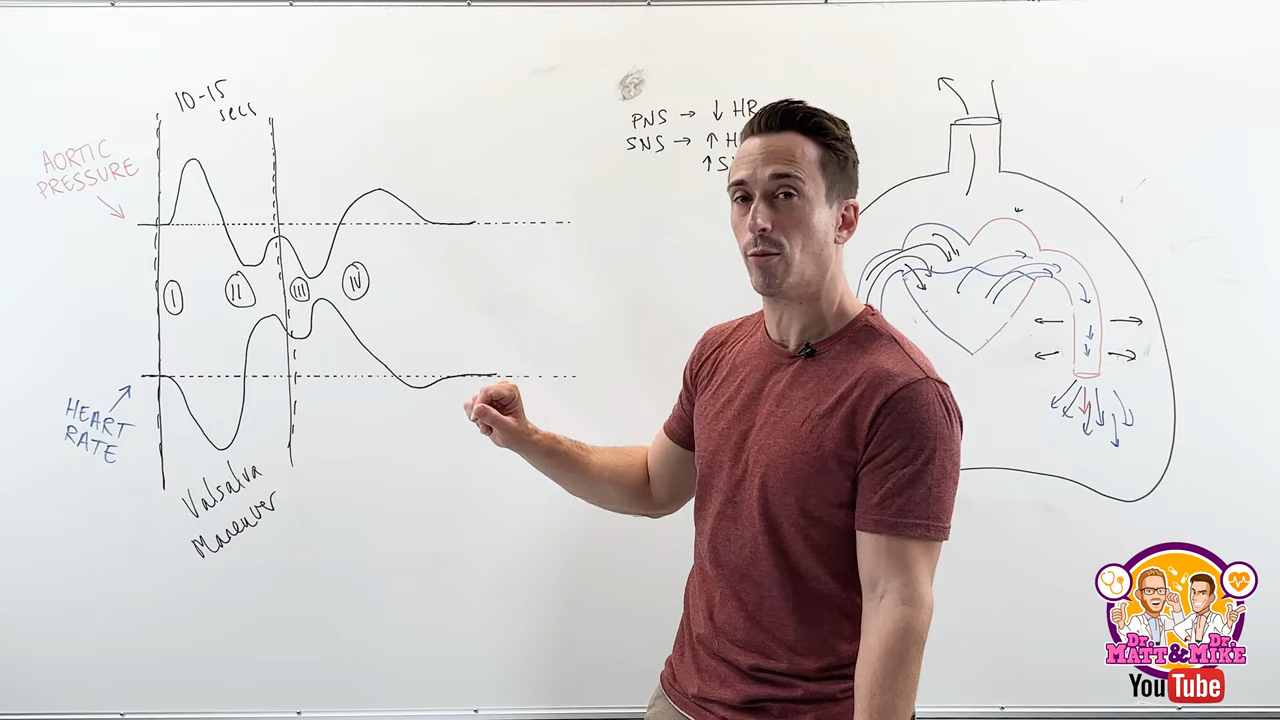 10-15
secs
AORTIC
PRESSURE
I
II
III
IV
HEART
RATE
Valsalva
Maneuver
PNS → ↓ HR
SNS → ↑ H
↑ S
Dr. Dr.
MATT & MIKE
YouTube